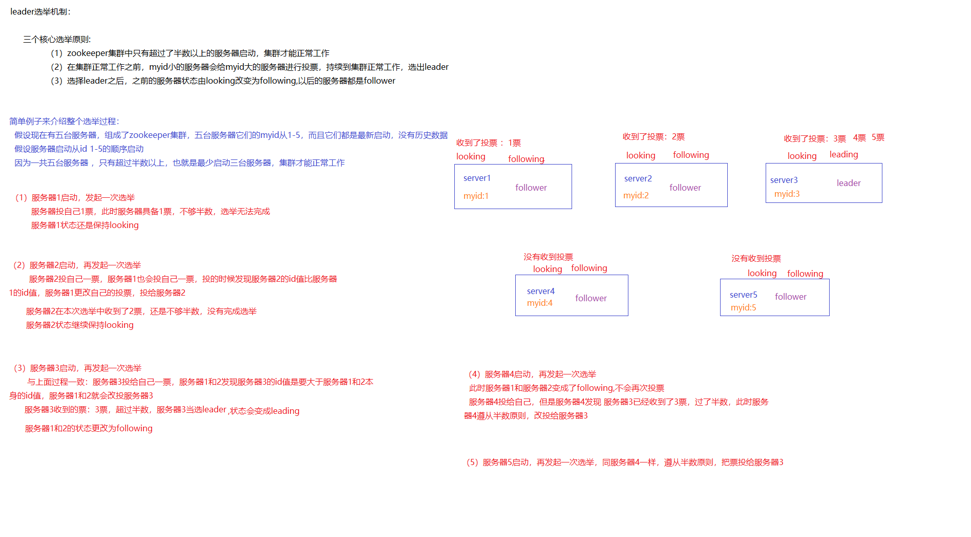 leader选举机制：
三个核心选举原则:
（1）zookeeper集群中只有超过了半数以上的服务器启动，集群才能正常工作
（2）在集群正常工作之前，myid小的服务器会给myid大的服务器进行投票，持续到集群正常工作，选出leader
（3）选择leader之后，之前的服务器状态由looking改变为following,以后的服务器都是follower
简单例子来介绍整个选举过程：
假设现在有五台服务器，组成了zookeeper集群，五台服务器它们的myid从1-5，而且它们都是最新启动，没有历史数据
假设服务器启动从id 1-5的顺序启动
因为一共五台服务器 ，只有超过半数以上，也就是最少启动三台服务器，集群才能正常工作
（1）服务器1启动，发起一次选举
服务器投自己1票，此时服务器具备1票，不够半数，选举无法完成
服务器1状态还是保持looking
（2）服务器2启动，再发起一次选举
服务器2投自己一票，服务器1也会投自己一票，投的时候发现服务器2的id值比服务器
1的id值，服务器1更改自己的投票，投给服务器2
服务器2在本次选举中收到了2票，还是不够半数，没有完成选举
服务器2状态继续保持looking
（3）服务器3启动，再发起一次选举
与上面过程一致：服务器3投给自己一票，服务器1和2发现服务器3的id值是要大于服务器1和2本
身的id值，服务器1和2就会改投服务器3
服务器3收到的票：3票，超过半数，服务器3当选leader ,状态会变成leading
服务器1和2的状态更改为following
收到了投票 ：1票
looking following
server1
follower
myid:1
收到了投票：2票
looking following
server2
follower
myid:2
收到了投票：3票 4票 5票
looking leading
server3
leader
myid:3
没有收到投票
looking following
server4
follower
myid:4
没有收到投票
looking following
server5
follower
myid:5
（4）服务器4启动，再发起一次选举
此时服务器1和服务器2变成了following,不会再次投票
服务器4投给自己，但是服务器4发现 服务器3已经收到了3票，过了半数，此时服务
器4遵从半数原则，改投给服务器3
（5）服务器5启动，再发起一次选举，同服务器4一样，遵从半数原则，把票投给服务器3